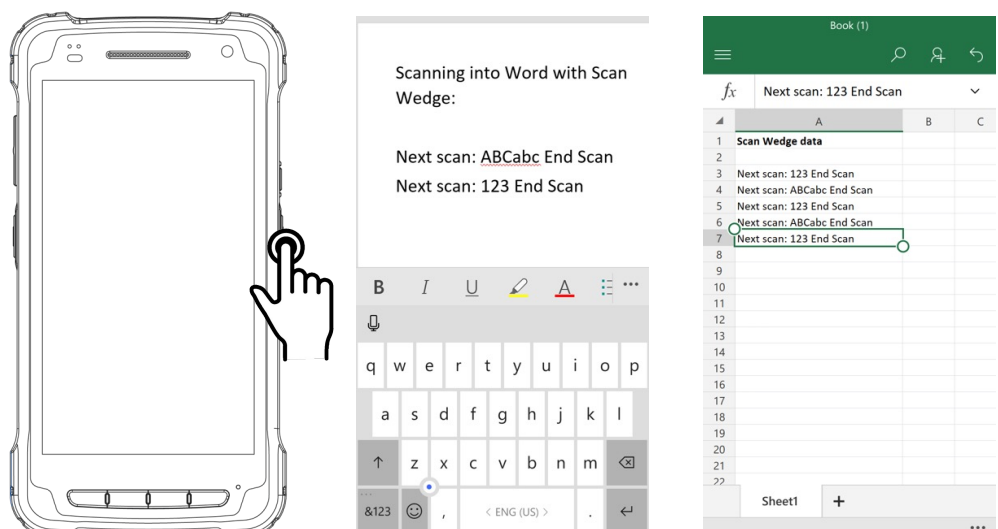 Scanning into Word with Scan
Wedge:
Next scan: ABCabc End Scan
Next scan: 123 End Scan
B I U A •••
q w e r t y u i o p
a s d f g h j k l
z x c v b n m
&123 , < ENG (US) > .
Book (1)
fx Next scan: 123 End Scan
A B C
1 Scan Wedge data
2
3 Next scan: 123 End Scan
4 Next scan: ABCabc End Scan
5 Next scan: 123 End Scan
6 Next scan: ABCabc End Scan
7 Next scan: 123 End Scan
8
9
10
11
12
13
14
15
16
17
18
19
20
21
22
Sheet1 +
•••